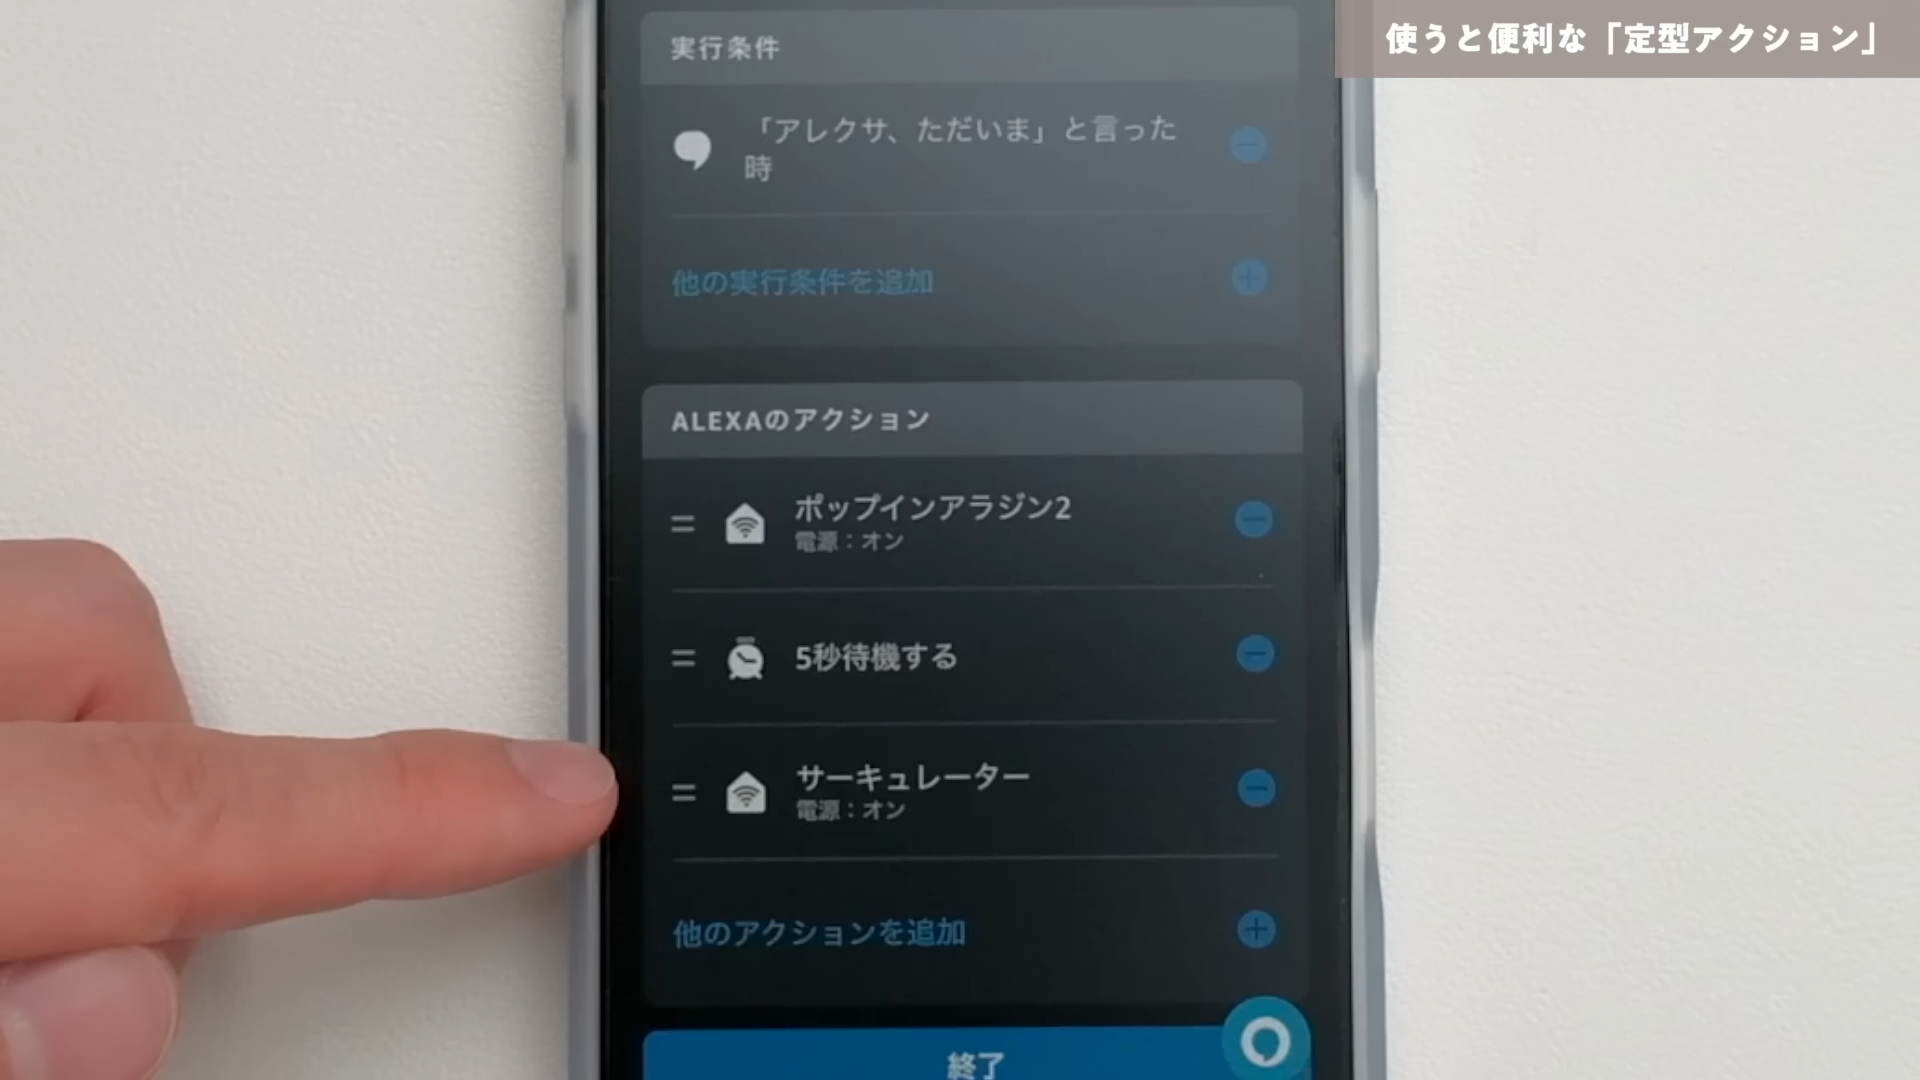 使うと便利な「定型アクション」
実行条件
「アレクサ、ただいま」と言った
時
他の実行条件を追加
ALEXAのアクション
ポップインアラジン2
電源：オン
5秒待機する
サーキュレーター
電源：オン
他のアクションを追加
終了